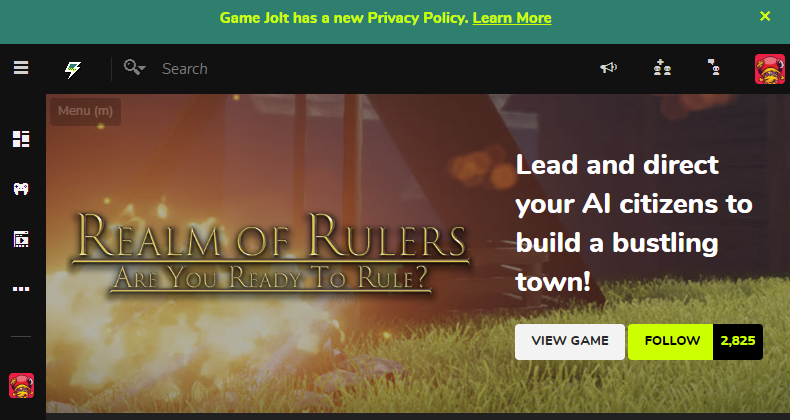 Game Jolt has a new Privacy Policy. Learn More
Search
Menu (m)
REALM OF RULERS
ARE YOU READY TO RULE?
Lead and direct
your AI citizens to
build a bustling
town!
VIEW GAME
FOLLOW 2,825